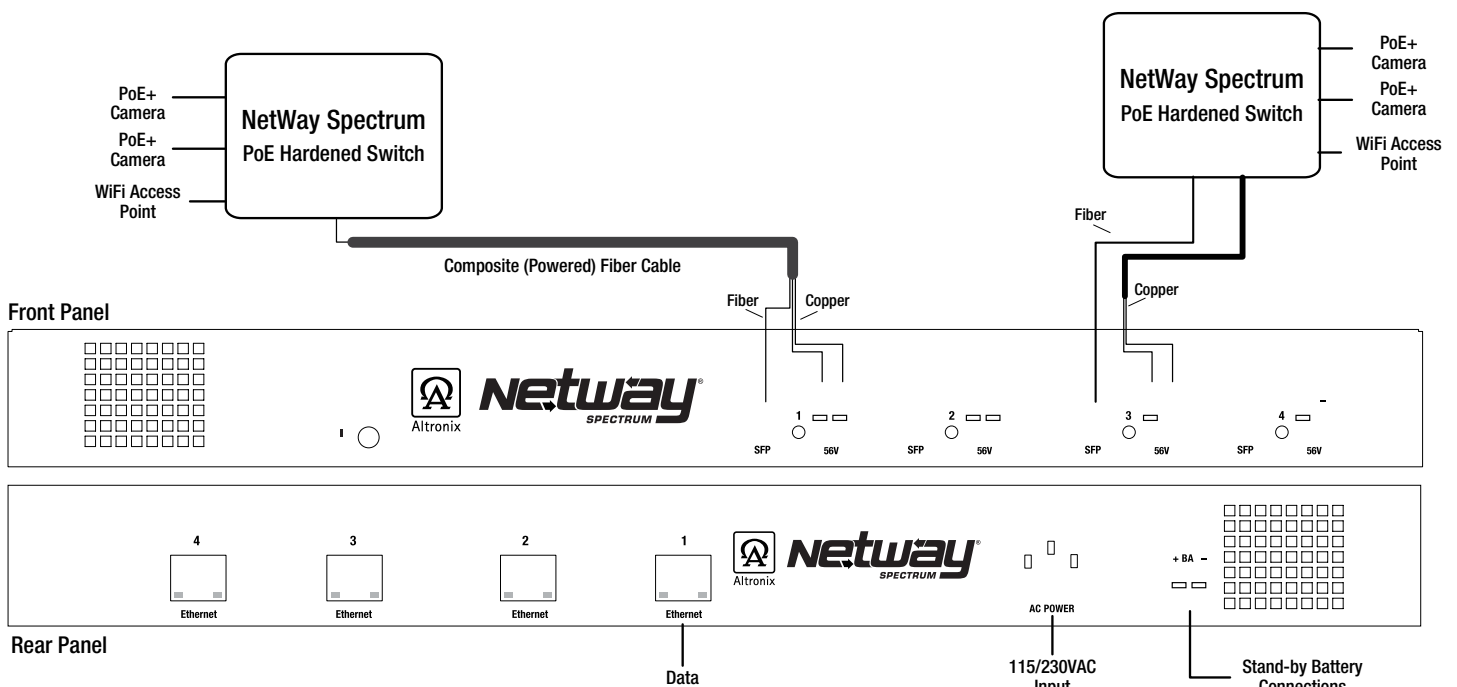 NetWay Spectrum
PoE Hardened Switch
PoE+
Camera
PoE+
Camera
WiFi Access
Point
NetWay Spectrum
PoE Hardened Switch
PoE+
Camera
PoE+
Camera
WiFi Access
Point
Fiber
Composite (Powered) Fiber Cable
Fiber
Copper
Copper
Front Panel
Altronix
Netway®
SPECTRUM
1
2
3
4
SFP
56V
SFP
56V
SFP
56V
SFP
56V
4
3
2
1
Ethernet
Ethernet
Ethernet
Ethernet
Altronix
Netway®
SPECTRUM
AC POWER
+ BA –
Rear Panel
Data
115/230VAC
Input
Stand-by Battery
Connections